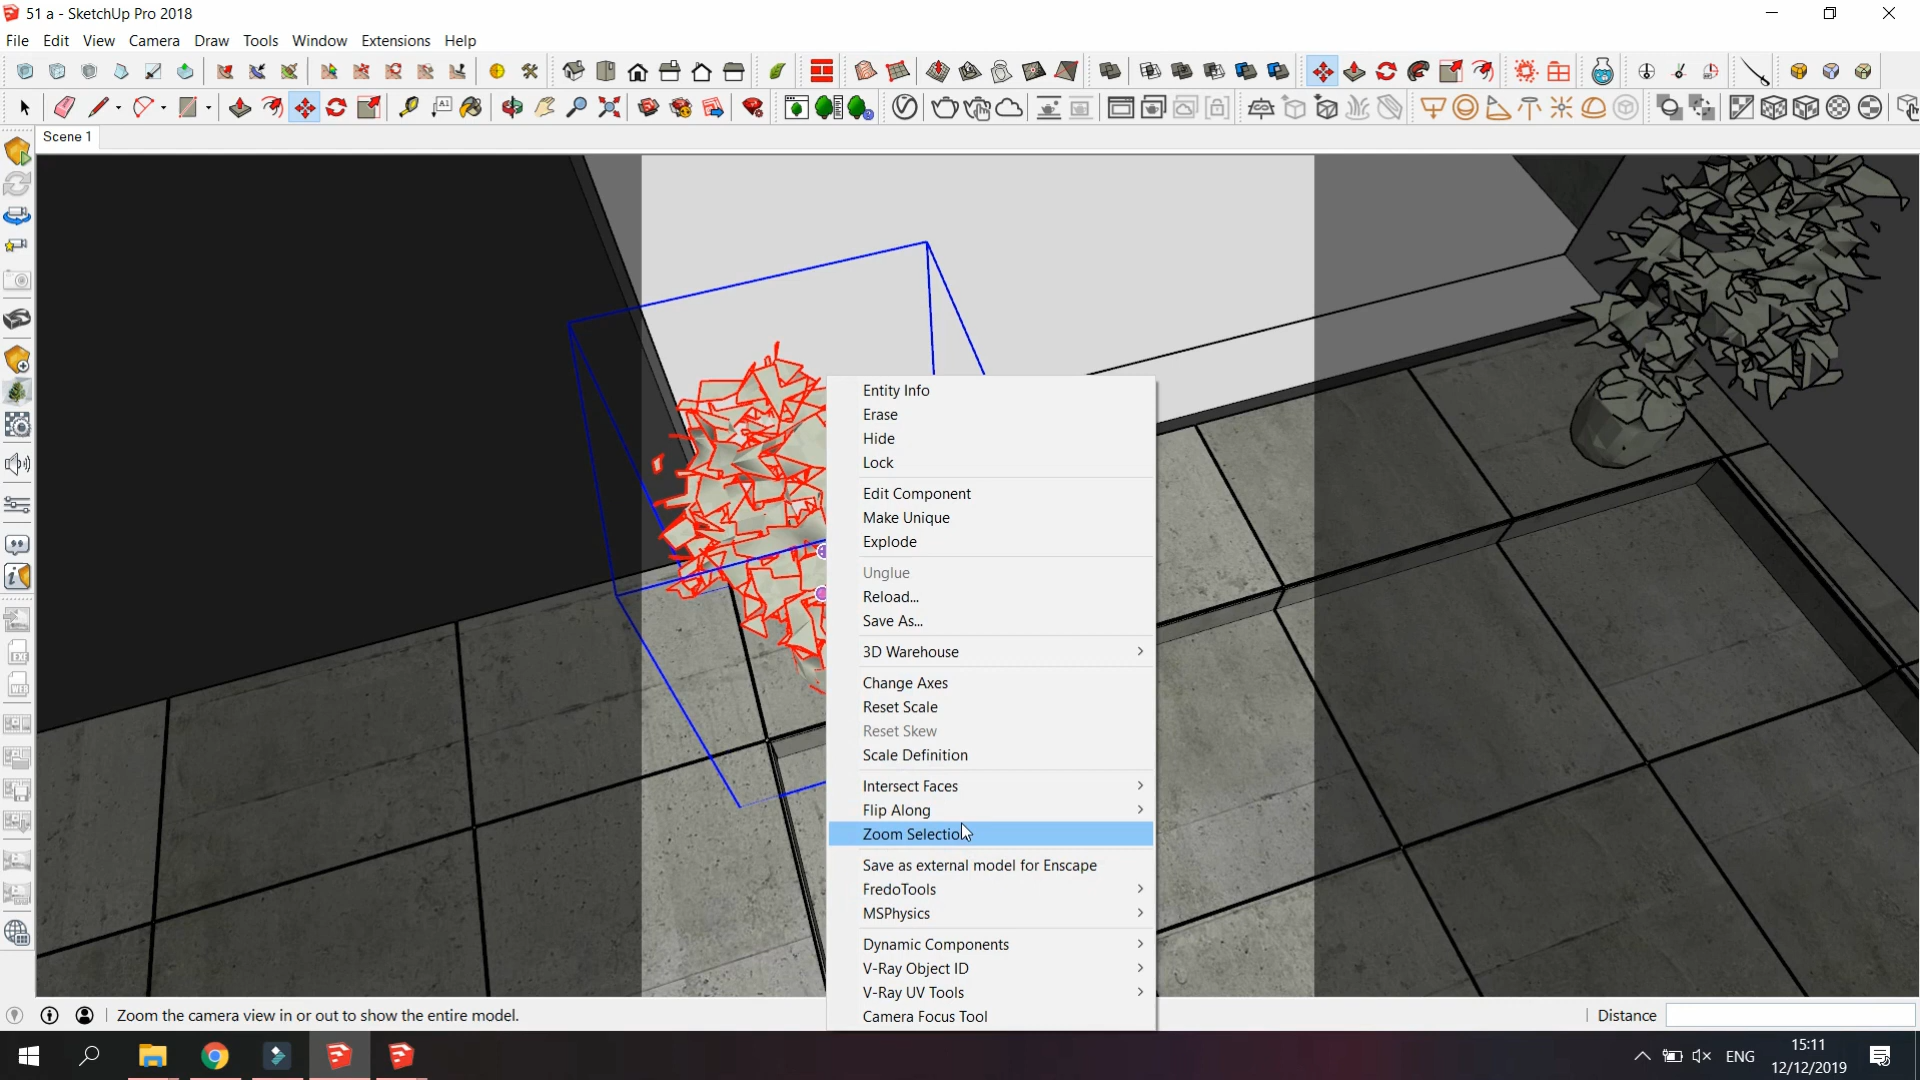 51 a - SketchUp Pro 2018
File Edit View Camera Draw Tools Window Extensions Help
A1
Scene 1
Entity Info
Erase
Hide
Lock
Edit Component
Make Unique
Explode
Unglue
Reload...
Save As...
3D Warehouse
Change Axes
Reset Scale
Reset Skew
Scale Definition
Intersect Faces
Flip Along
Zoom Selection
Save as external model for Enscape
FredoTools
MSPhysics
Dynamic Components
V-Ray Object ID
V-Ray UV Tools
Camera Focus Tool
EXE
WEB
Zoom the camera view in or out to show the entire model.
Distance
ENG
15:11
12/12/2019